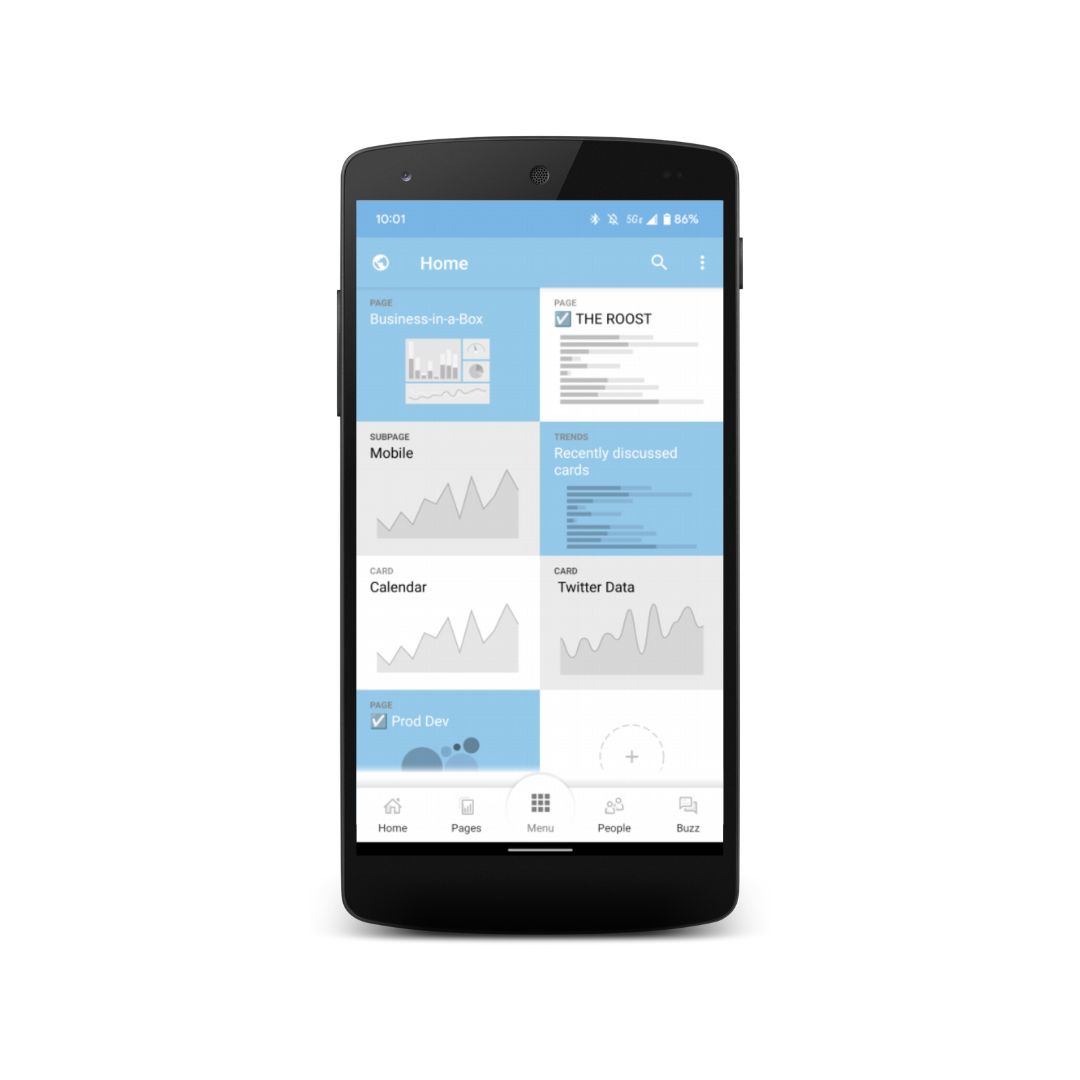 10:01 5GE 86%
Home
PAGE
Business-in-a-Box
PAGE
☑ THE ROOST
SUBPAGE
Mobile
TRENDS
Recently discussed
cards
CARD
Calendar
CARD
Twitter Data
PAGE
☑ Prod Dev
Home Pages Menu People Buzz